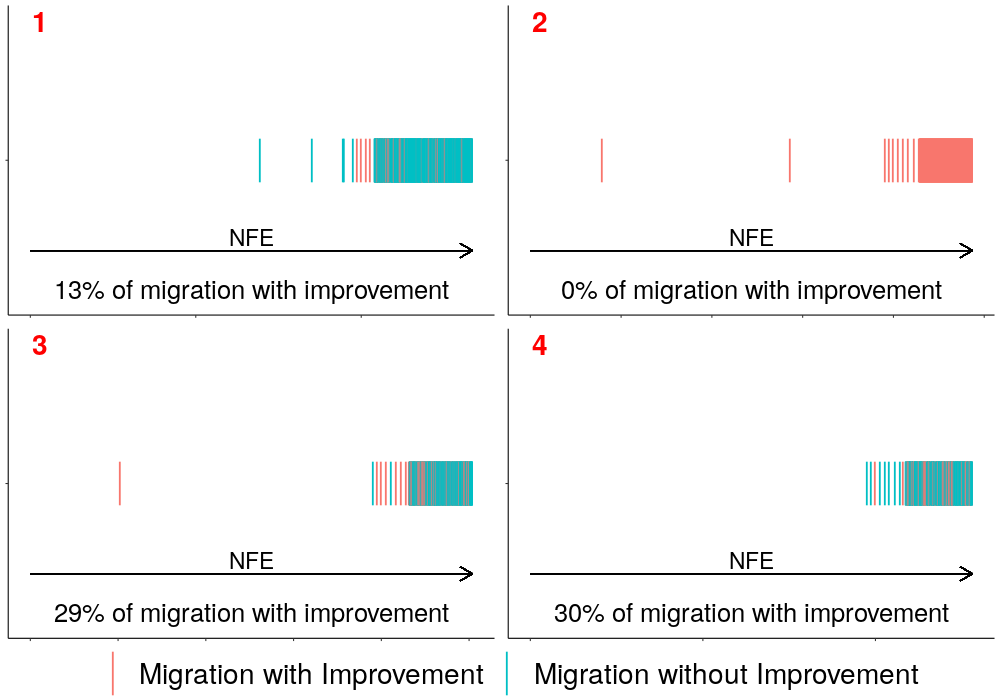 1
NFE
13% of migration with improvement
2
NFE
0% of migration with improvement
3
NFE
29% of migration with improvement
4
NFE
30% of migration with improvement
Migration with Improvement
Migration without Improvement